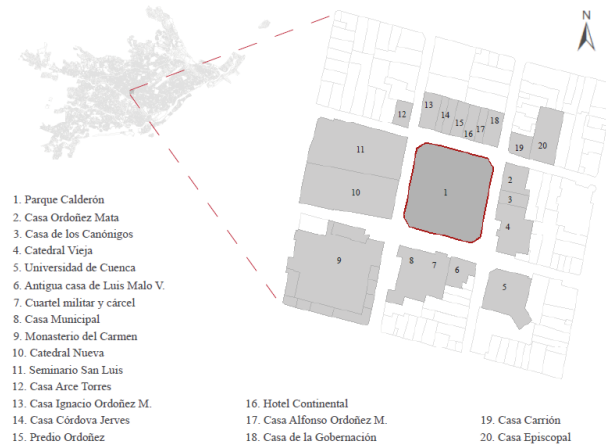 N
13
14
15
16
17
18
12
19
20
11
10
1
2
3
4
9
8
7
6
5
1. Parque Calderón
2. Casa Ordoñez Mata
3. Casa de los Canónigos
4. Catedral Vieja
5. Universidad de Cuenca
6. Antigua casa de Luis Malo V.
7. Cuartel militar y cárcel
8. Casa Municipal
9. Monasterio del Carmen
10. Catedral Nueva
11. Seminario San Luis
12. Casa Arce Torres
13. Casa Ignacio Ordoñez M.
14. Casa Córdova Jerves
15. Predio Ordóñez
16. Hotel Continental
17. Casa Alfonso Ordoñez M.
18. Casa de la Gobernación
19. Casa Carrión
20. Casa Episcopal